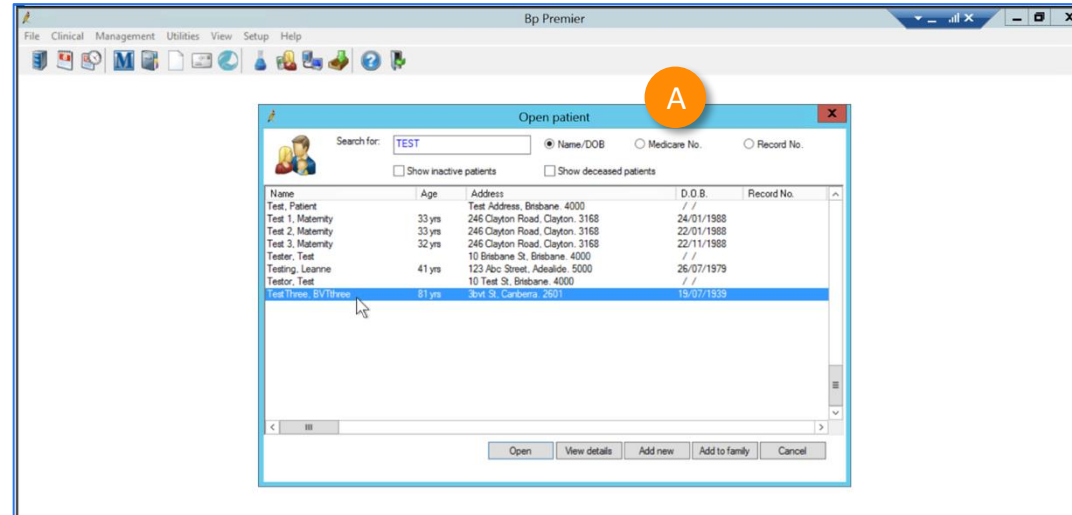 Bp Premier
File Clinical Management Utilities View Setup Help
A
Open patient
Search for: TEST Name/DOB Medicare No. Record No.
Show inactive patients Show deceased patients
Name Age Address D.O.B. Record No.
Test, Patient Test Address, Brisbane. 4000 / /
Test 1, Maternity 33 yrs 246 Clayton Road, Clayton. 3168 24/01/1988
Test 2, Maternity 33 yrs 246 Clayton Road, Clayton. 3168 22/01/1988
Test 3, Maternity 32 yrs 246 Clayton Road, Clayton. 3168 22/11/1988
Tester, Test 10 Brisbane St, Brisbane. 4000 / /
Testing, Leanne 41 yrs 123 Abc Street, Adealide. 5000 26/07/1979
Testor, Test 10 Test St, Brisbane. 4000 / /
TestThree, BVTthree 81 yrs 3bvt St, Canberra. 2601 19/07/1939
Open View details Add new Add to family Cancel